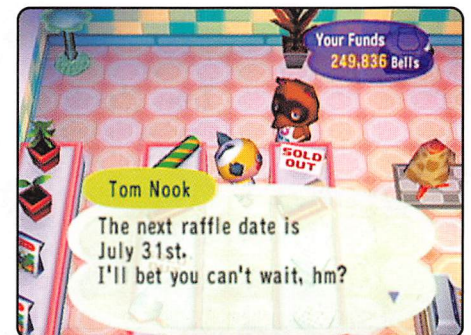 Your Funds
249,836 Bells
SOLD
OUT
Tom Nook
The next raffle date is
July 31st.
I'll bet you can't wait, hm?